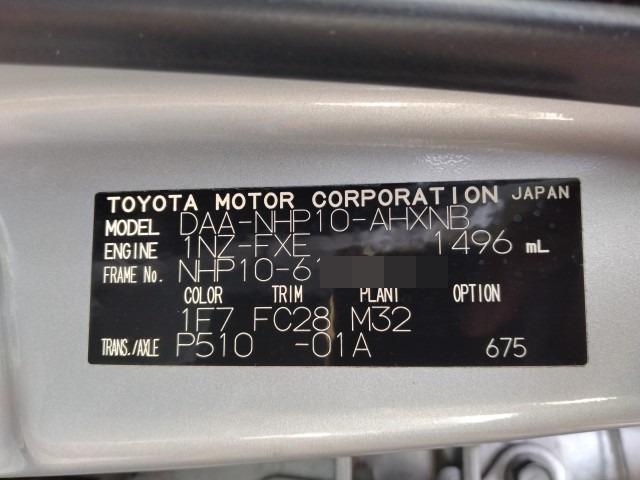 TOYOTA MOTOR CORPORATION JAPAN
MODEL DAA-NHP10-AHXNB
ENGINE 1NZ-FXE 1496 mL
FRAME No. NHP10-61
COLOR TRIM PLANT OPTION
1F7 FC28 M32
TRANS./AXLE P510 -01A 675